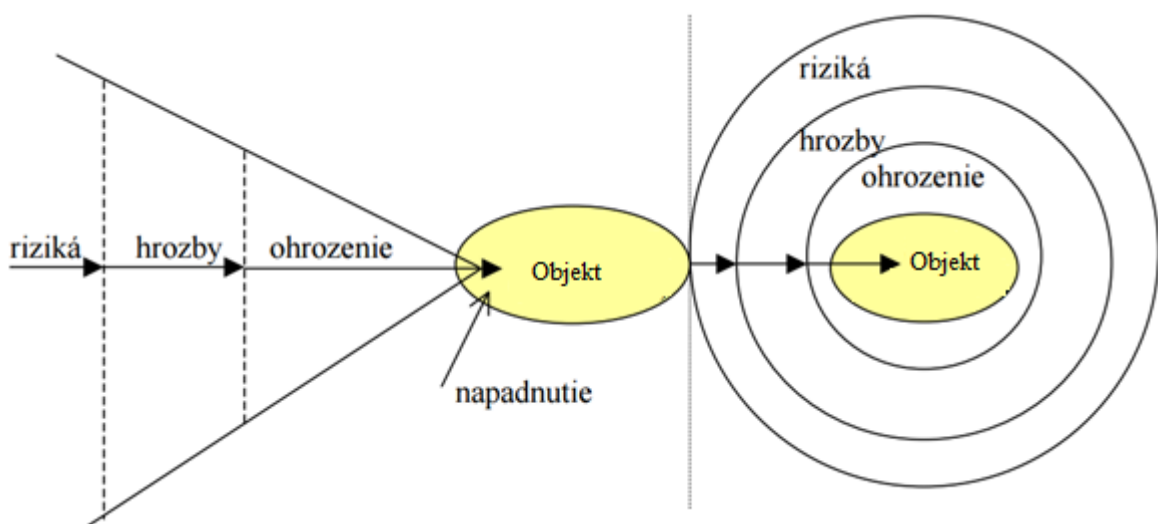 riziká
hrozby
ohrozenie
riziká hrozby ohrozenie
Objekt
Objekt
napadnutie